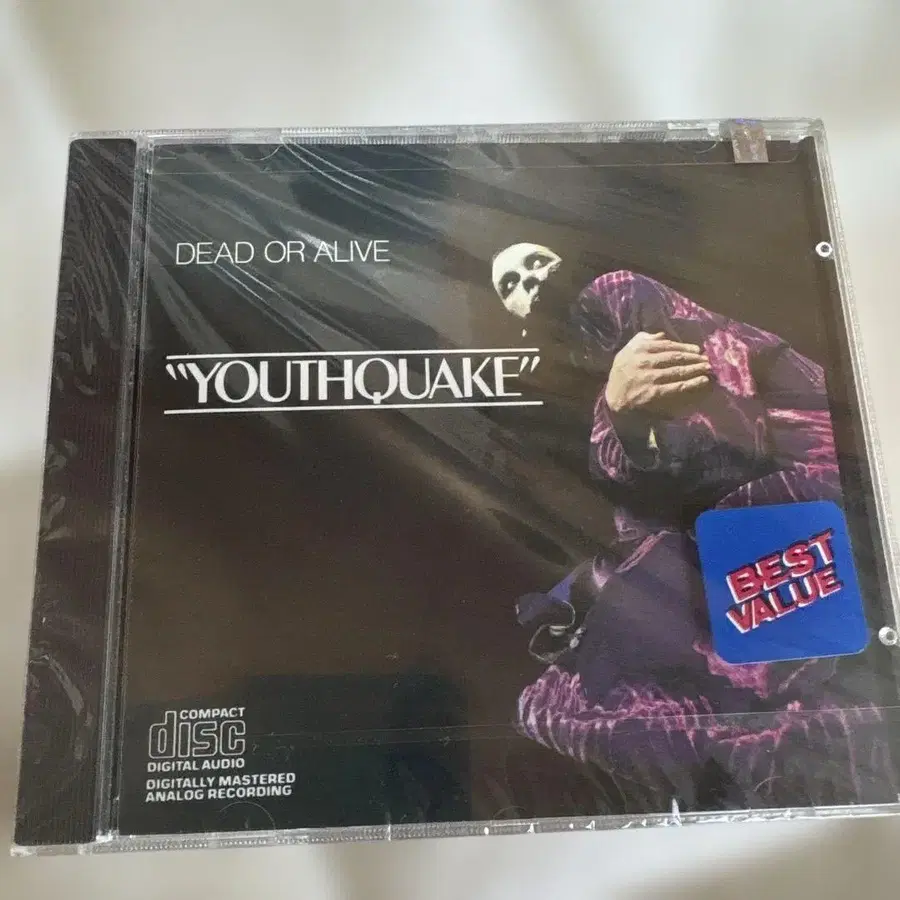 DEAD OR ALIVE
"YOUTHQUAKE"
BEST
VALUE
COMPACT
disc
DIGITAL AUDIO
DIGITALLY MASTERED
ANALOG RECORDING